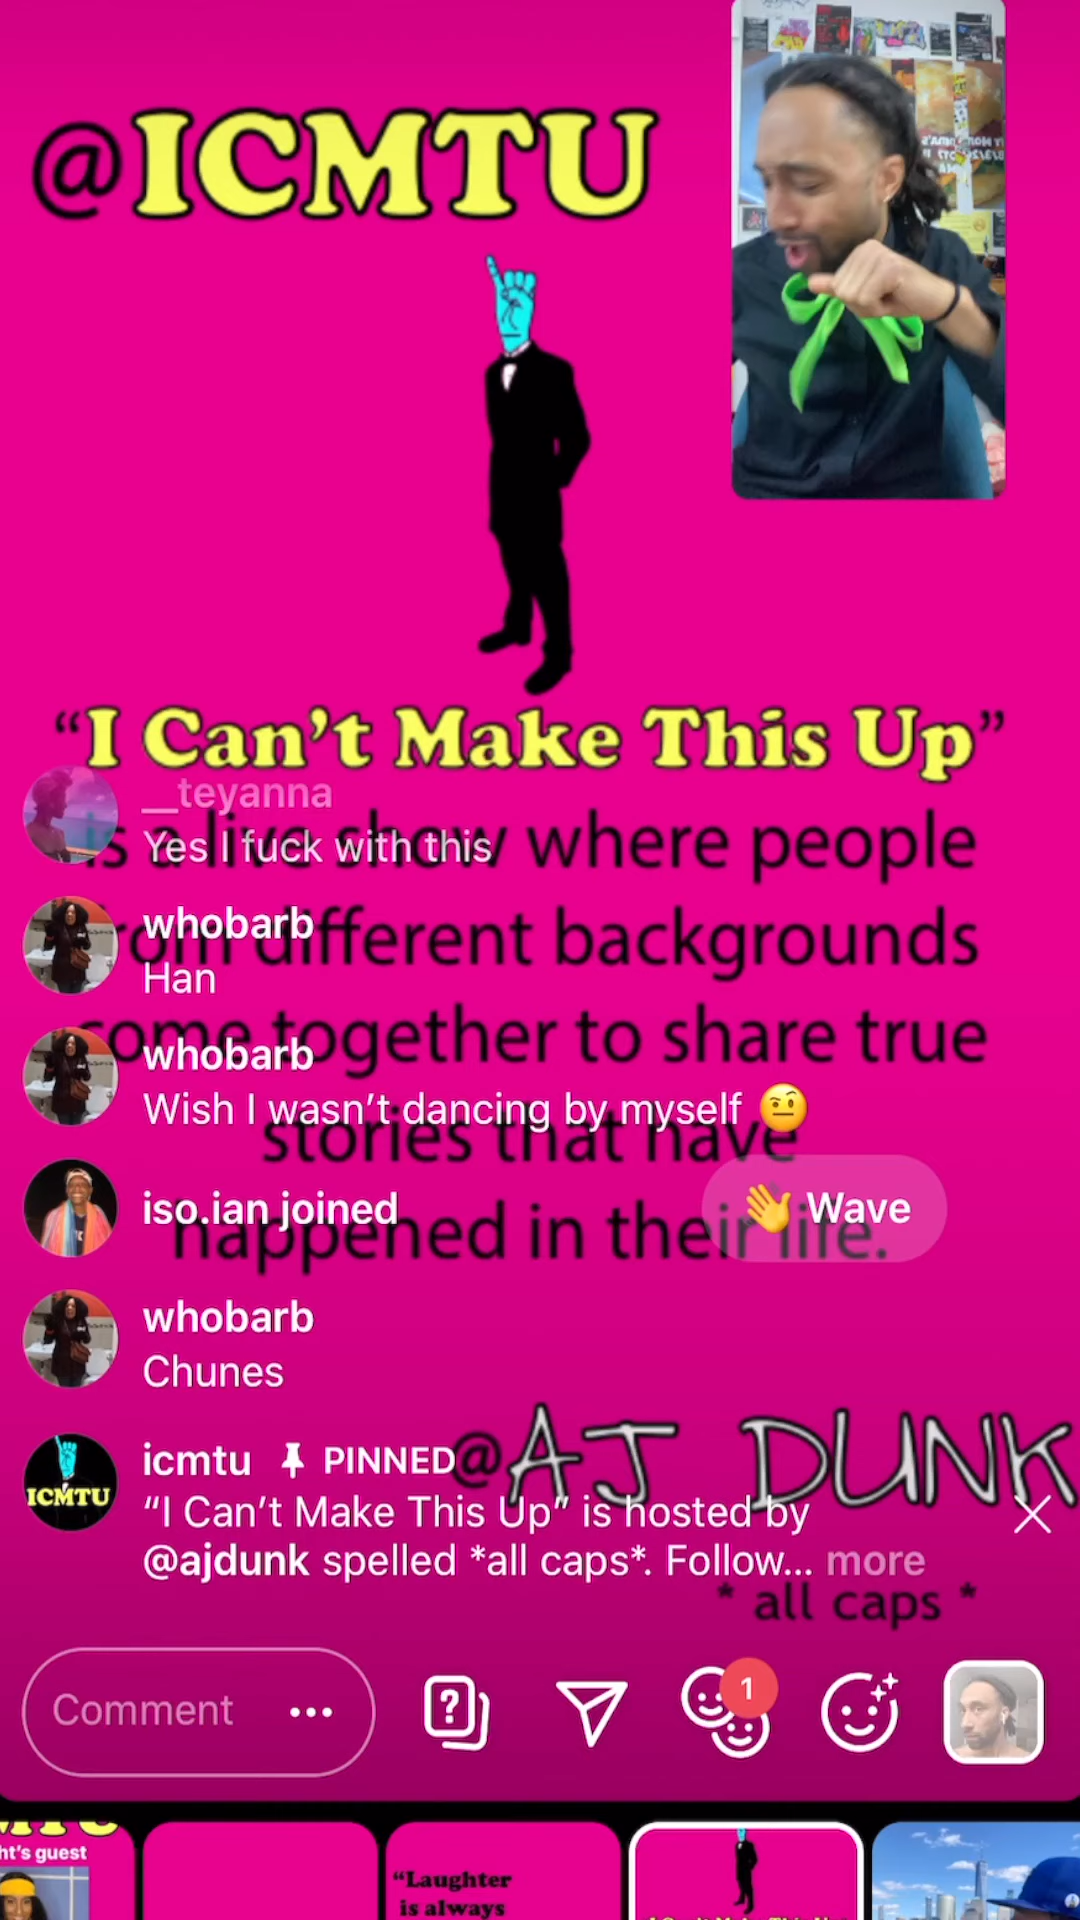 @ICMTU
“I Can’t Make This Up”
is a live show where people
from different backgrounds
come together to share true
stories that have
happened in their life.
__teyanna
Yes I fuck with this
whobarb
Han
whobarb
Wish I wasn’t dancing by myself 🤨
iso.ian joined
👋 Wave
whobarb
Chunes
@AJ DUNK
* all caps *
icmtu PINNED
ICMTU
“I Can’t Make This Up” is hosted by
@ajdunk spelled *all caps*. Follow... more
Comment
1
ht’s guest
“Laughter
is always